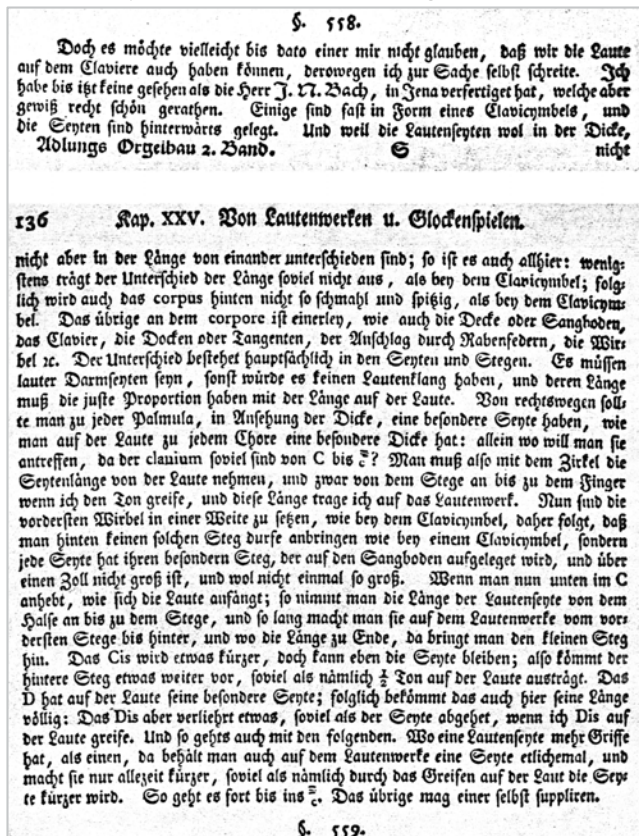 §. 558.
Doch es möchte vielleicht bis dato einer mir nicht glauben, daß wir die Laute
auf dem Claviere auch haben können, derowegen ich zur Sache selbst schreite. Ich
habe bis itzt keine gesehen als die Herr J. N. Bach, in Jena verfertiget hat, welche aber
gewiß recht schön gerathen. Einige sind fast in Form eines Clavicymbels, und
die Seyten sind hinterwärts gelegt. Und weil die Lautenseyten wol in der Dicke,
Adlungs Orgelbau 2. Band. S nicht
136 Kap. XXV. Von Lautenwerken u. Glockenspielen.
nicht aber in der Länge von einander unterschieden sind; so ist es auch allhier: wenig-
stens trägt der Unterschied der Länge soviel nicht aus, als bey dem Clavicymbel; folg-
lich wird auch das corpus hinten nicht so schmahl und spitzig, als bey dem Clavicym-
bel. Das übrige an dem corpore ist einerley, wie auch die Decke oder Sangboden,
das Clavier, die Docken oder Tangenten, der Anschlag durch Rabenfedern, die Wir-
bel ꝛc. Der Unterschied bestehet hauptsächlich in den Seyten und Stegen. Es müssen
lauter Darmseyten seyn, sonst würde es keinen Lautenklang haben, und deren Länge
muß die juste Proportion haben mit der Länge auf der Laute. Von rechtswegen soll-
te man zu jeder Palmula, in Ansehung der Dicke, eine besondere Seyte haben, wie
man auf der Laute zu jedem Chore eine besondere Dicke hat: allein wo will man sie
antreffen, da der clavium soviel sind von C bis c̿? Man muß also mit dem Zirkel die
Seytenlänge von der Laute nehmen, und zwar von dem Stege an bis zu dem Finger
wenn ich den Ton greife, und diese Länge trage ich auf das Lautenwerk. Nun sind die
vordersten Wirbel in einer Weite zu setzen, wie bey dem Clavicymbel, daher folgt, daß
man hinten keinen solchen Steg durfe anbringen wie bey einem Clavicymbel, sondern
jede Seyte hat ihren besondern Steg, der auf den Sangboden aufgeleget wird, und über
einen Zoll nicht groß ist, und wol nicht einmal so groß. Wenn man nun unten im C
anhebt, wie sich die Laute anfängt; so nimmt man die Länge der Lautenseyte von dem
Halse an bis zu dem Stege, und so lang macht man sie auf dem Lautenwerke vom vor-
dersten Stege bis hinter, und wo die Länge zu Ende, da bringt man den kleinen Steg
hin. Das Cis wird etwas kürzer, doch kann eben die Seyte bleiben; also kömmt der
hintere Steg etwas weiter vor, soviel als nämlich ½ Ton auf der Laute austrägt. Das
D hat auf der Laute seine besondere Seyte; folglich bekömmt das auch hier seine Länge
völlig: Das Dis aber verliehrt etwas, soviel als der Seyte abgehet, wenn ich Dis auf
der Laute greife. Und so gehts auch mit den folgenden. Wo eine Lautenseyte mehr Griffe
hat, als einen, da behält man auch auf dem Lautenwerke eine Seyte etlichemal, und
macht sie nur allezeit kürzer, soviel als nämlich durch das Greifen auf der Laut die Sey-
te kürzer wird. So geht es fort bis ins c̿. Das übrige mag einer selbst suppliren.
§. 559.